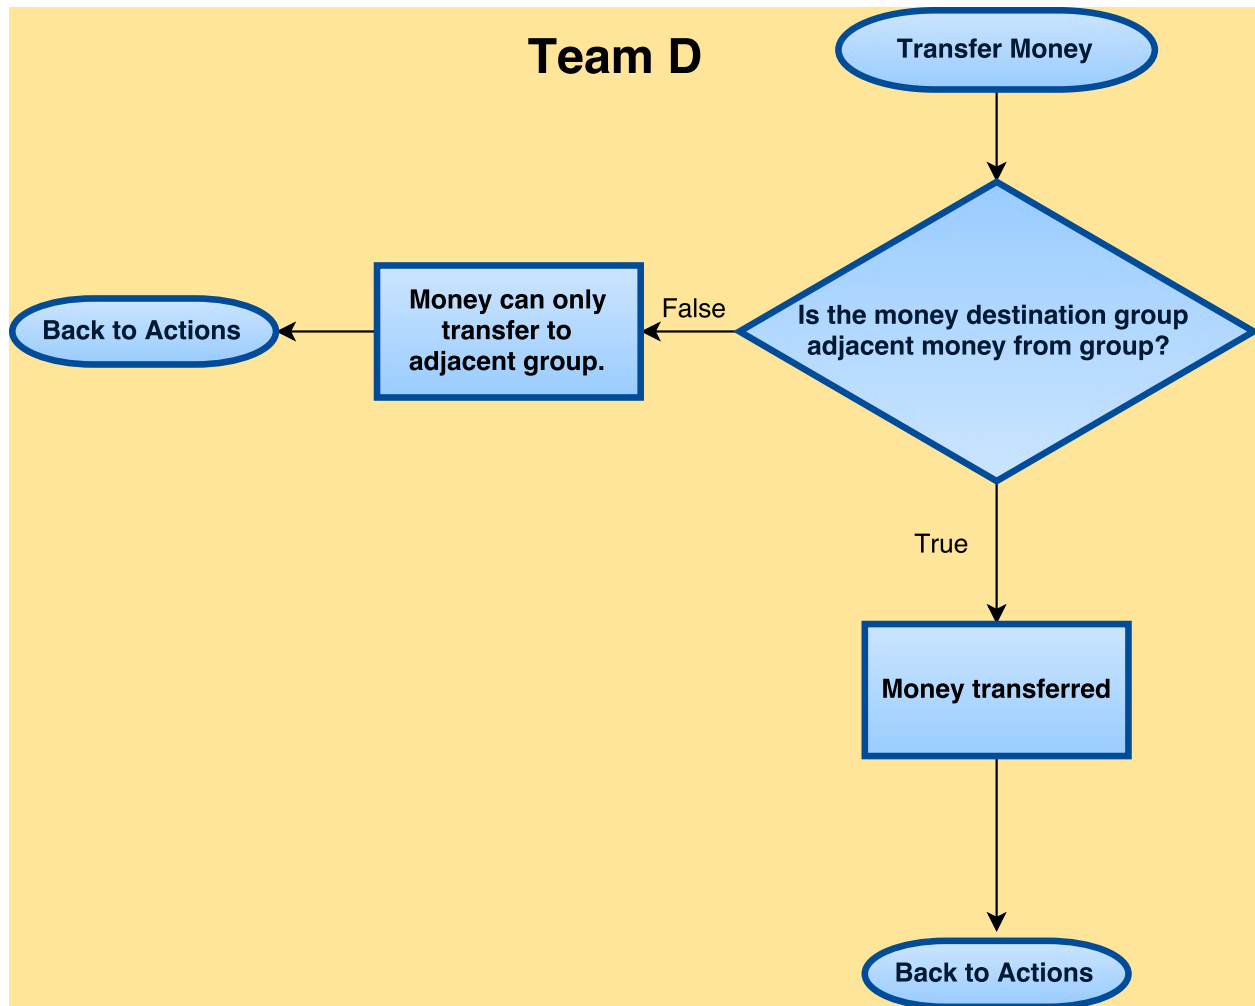 Team D
Transfer Money
Is the money destination group
adjacent money from group?
False
Money can only
transfer to
adjacent group.
Back to Actions
True
Money transferred
Back to Actions